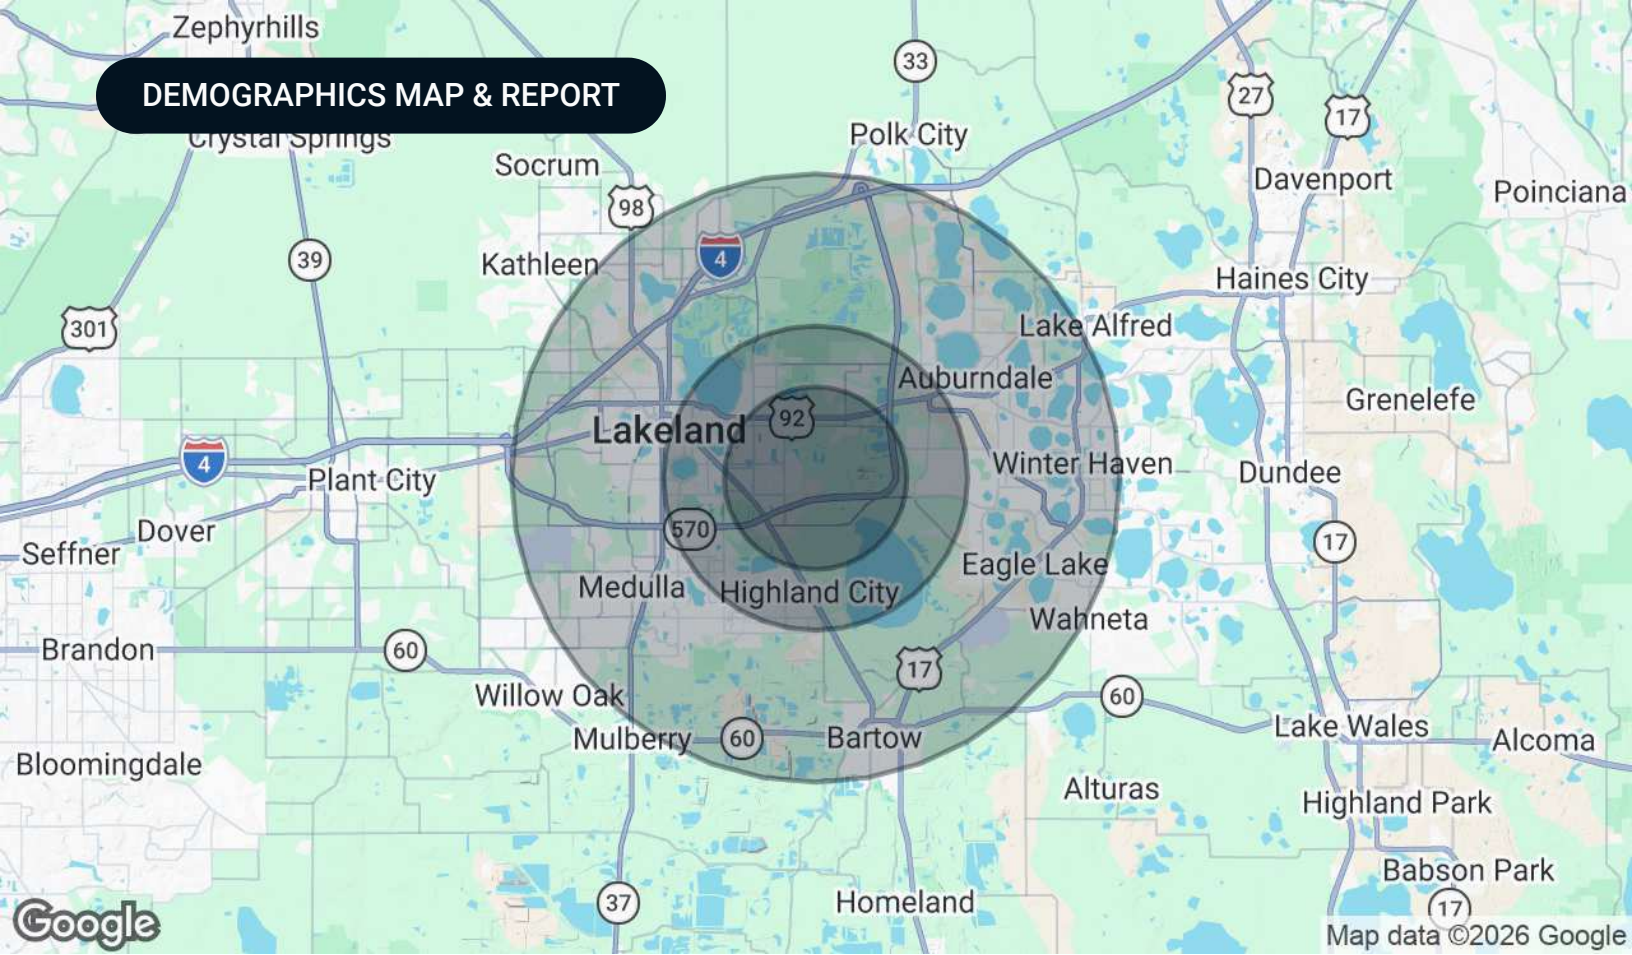 Zephyrhills
33
DEMOGRAPHICS MAP & REPORT
27
17
Crystal Springs
Polk City
Socrum
Davenport
Poinciana
98
39
Kathleen
4
Haines City
301
Lake Alfred
Auburndale
Grenelefe
92
Lakeland
4
Plant City
Winter Haven
Dundee
Dover
570
17
Seffner
Medulla
Highland City
Eagle Lake
Wahneta
Brandon
60
17
Willow Oak
60
Mulberry
60
Bartow
Lake Wales
Alcoma
Bloomingdale
Alturas
Highland Park
Babson Park
37
Homeland
17
Google
Map data ©2026 Google